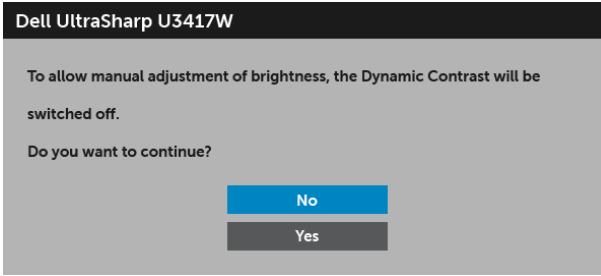 Dell UltraSharp U3417W
To allow manual adjustment of brightness, the Dynamic Contrast will be
switched off.
Do you want to continue?
No
Yes